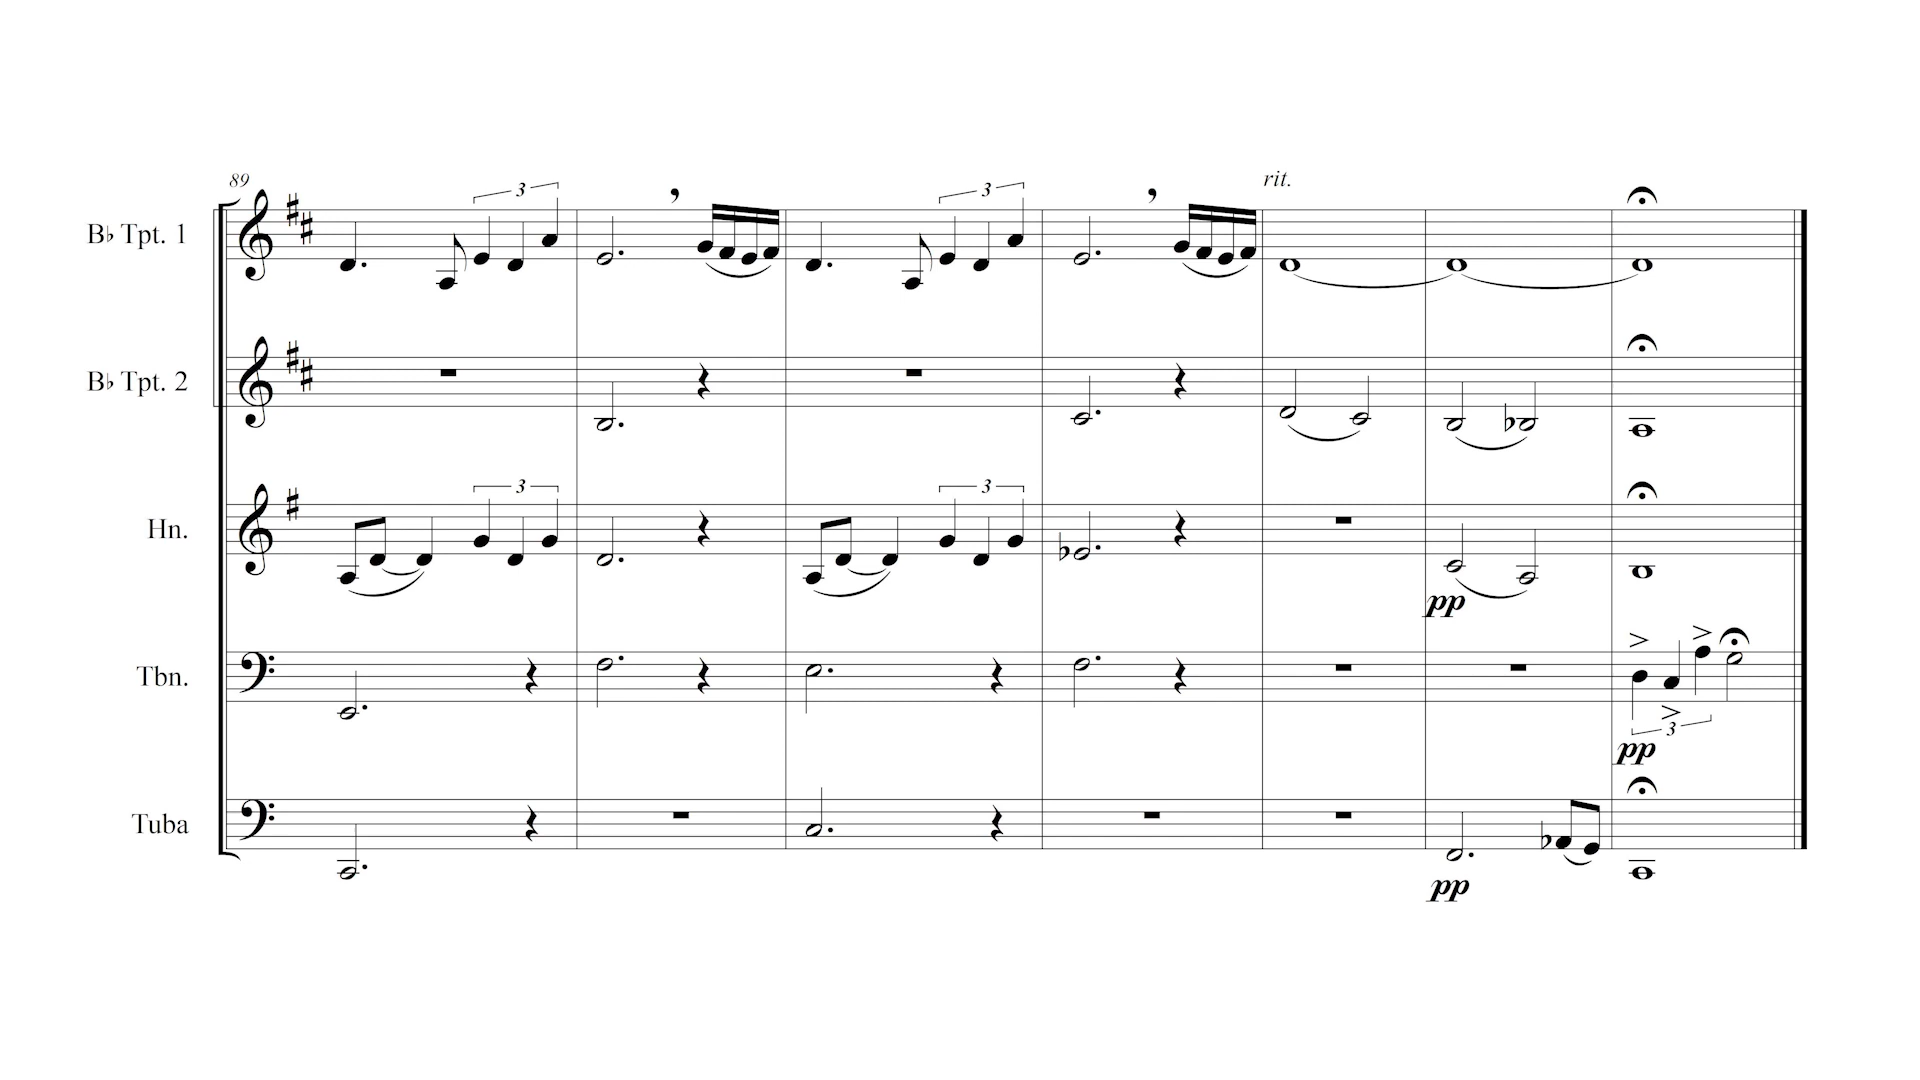 89
3
3
rit.
B♭ Tpt. 1
B♭ Tpt. 2
3
3
Hn.
pp
Tbn.
3
pp
Tuba
pp